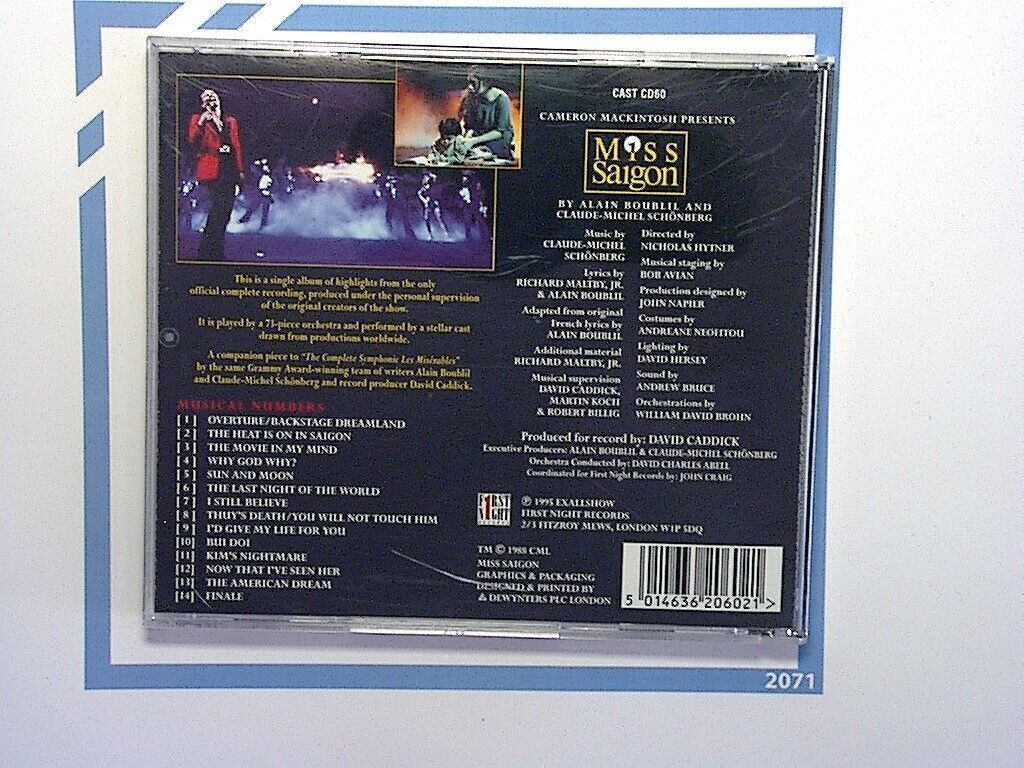 CAST CD60
CAMERON MACKINTOSH PRESENTS
MISS
Saigon
BY ALAIN BOUBLIL AND
CLAUDE-MICHEL SCHÖNBERG
Music by
CLAUDE-MICHEL
SCHÖNBERG
Lyrics by
RICHARD MALTBY, JR.
& ALAIN BOUBLIL
Adapted from original
French lyrics by
ALAIN BOUBLIL
Additional material
RICHARD MALTBY, JR.
Musical supervision
DAVID CADDICK,
MARTIN KOCH
& ROBERT BILLIG
Directed by
NICHOLAS HYTNER
Musical staging by
BOB AVIAN
Production designed by
JOHN NAPIER
Costumes by
ANDREANE NEOFITOU
Lighting by
DAVID HERSEY
Sound by
ANDREW BRUCE
Orchestrations by
WILLIAM DAVID BROHN
Produced for record by: DAVID CADDICK
Executive Producers: ALAIN BOUBLIL & CLAUDE-MICHEL SCHÖNBERG
Orchestra Conducted by: DAVID CHARLES ABELL
Coordinated for First Night Records by: JOHN CRAIG
This is a single album of highlights from the only
official complete recording, produced under the personal supervision
of the original creators of the show.
It is played by a 73-piece orchestra and performed by a stellar cast
drawn from productions worldwide.
A companion piece to "The Complete Symphonic Les Misérables"
by the same Grammy Award-winning team of writers Alain Boublil
and Claude-Michel Schönberg and record producer David Caddick.
MUSICAL NUMBERS
[1] OVERTURE/BACKSTAGE DREAMLAND
[2] THE HEAT IS ON IN SAIGON
[3] THE MOVIE IN MY MIND
[4] WHY GOD WHY?
[5] SUN AND MOON
[6] THE LAST NIGHT OF THE WORLD
[7] I STILL BELIEVE
[8] THUY'S DEATH/YOU WILL NOT TOUCH HIM
[9] I'D GIVE MY LIFE FOR YOU
[10] BUI DOI
[11] KIM'S NIGHTMARE
[12] NOW THAT I'VE SEEN HER
[13] THE AMERICAN DREAM
[14] FINALE
F1RST
NIGHT
RECORDS
℗ 1995 EXALLSHOW
FIRST NIGHT RECORDS
2/3 FITZROY MEWS, LONDON W1P 5DQ
TM © 1988 CML
MISS SAIGON
GRAPHICS & PACKAGING
DESIGNED & PRINTED BY
DEWYNTERS PLC LONDON
5 014636 206021 >
2071